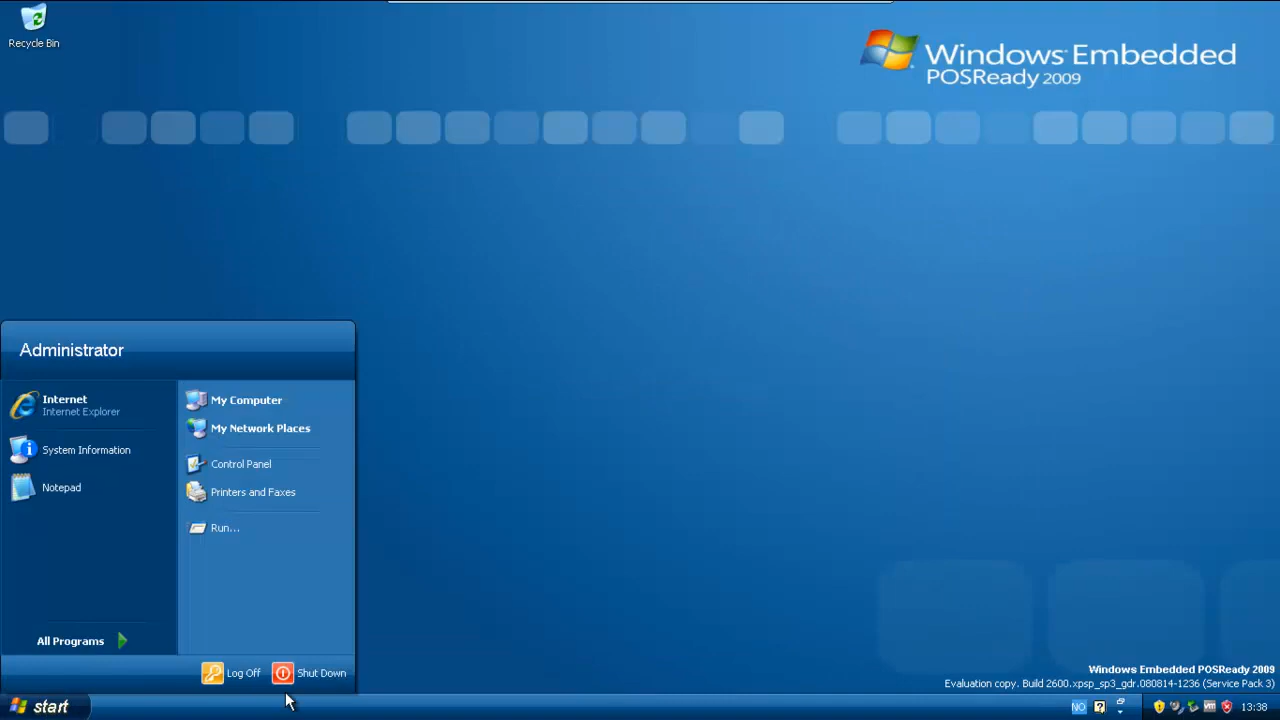 Recycle Bin
Windows Embedded
POSReady 2009
Administrator
Internet
Internet Explorer
System Information
Notepad
All Programs
My Computer
My Network Places
Control Panel
Printers and Faxes
Run...
Log Off
Shut Down
Windows Embedded POSReady 2009
Evaluation copy. Build 2600.xpsp_sp3_gdr.080814-1236 (Service Pack 3)
start
NO
13:38